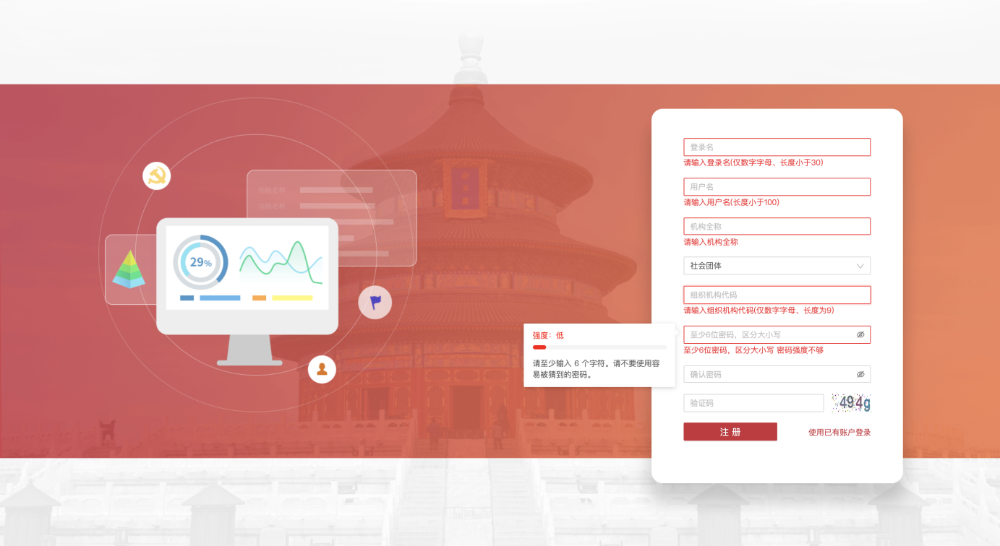 指标名称
指标名称
29%
登录名
请输入登录名(仅数字字母、长度小于30)
用户名
请输入用户名(长度小于100)
机构全称
请输入机构全称
社会团体
组织机构代码
请输入组织机构代码(仅数字字母、长度为9)
强度：低
请至少输入 6 个字符。请不要使用容
易被猜到的密码。
至少6位密码，区分大小写
至少6位密码，区分大小写 密码强度不够
确认密码
验证码
494g
注 册
使用已有账户登录